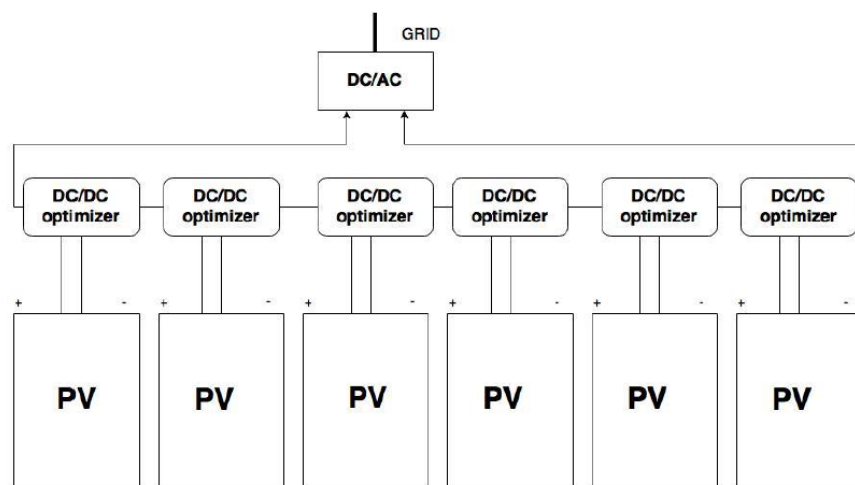 GRID
DC/AC
DC/DC optimizer
DC/DC optimizer
DC/DC optimizer
DC/DC optimizer
DC/DC optimizer
DC/DC optimizer
+ -
+ -
+ -
+ -
+ -
+ -
PV
PV
PV
PV
PV
PV